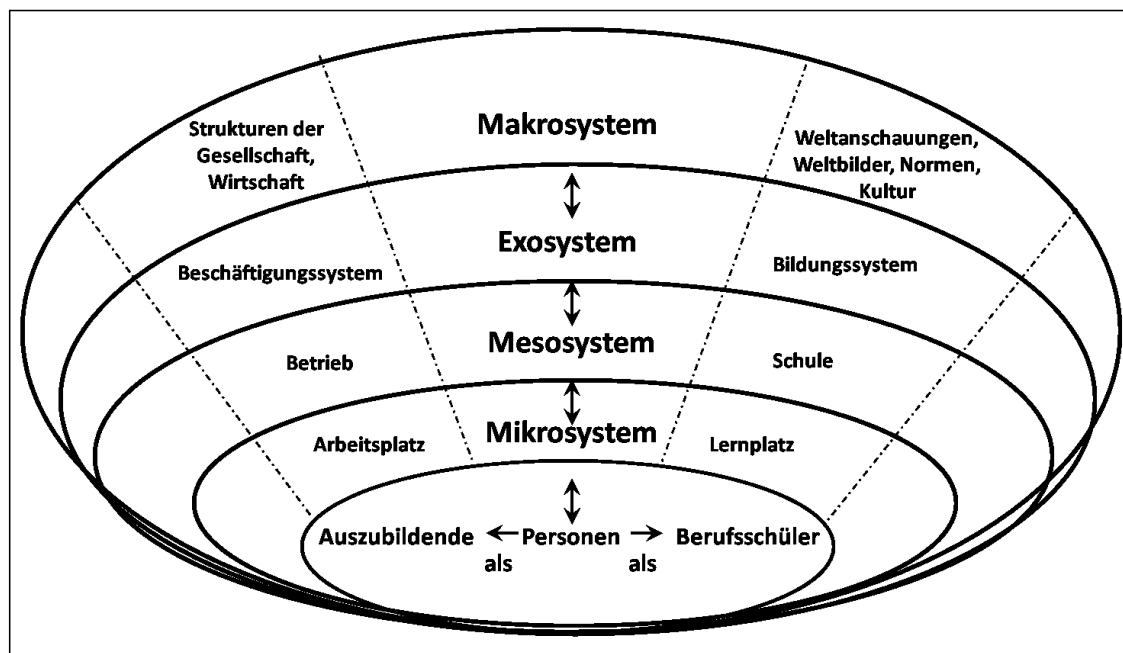 Makrosystem
Strukturen der
Gesellschaft,
Wirtschaft
Weltanschauungen,
Weltbilder, Normen,
Kultur
Exosystem
Beschäftigungssystem
Bildungssystem
Mesosystem
Betrieb
Schule
Mikrosystem
Arbeitsplatz
Lernplatz
Auszubildende
Personen
Berufsschüler
als
als